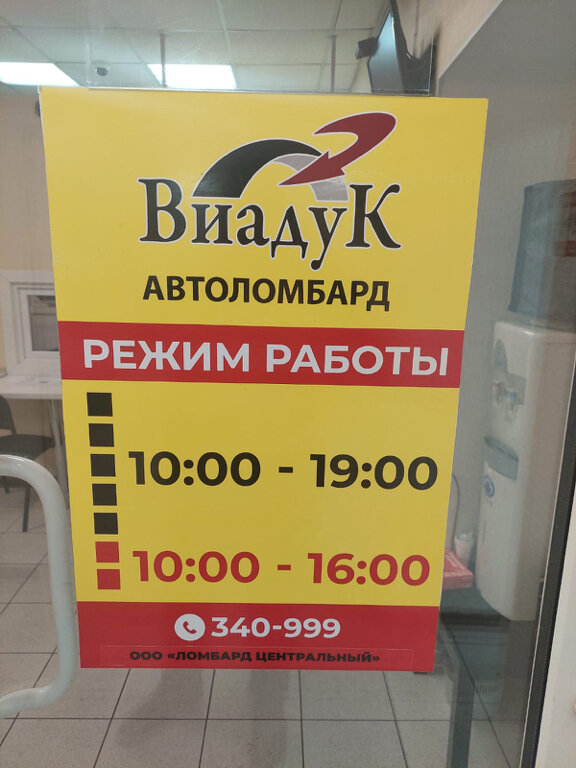 ВиадуК
АВТОЛОМБАРД
РЕЖИМ РАБОТЫ
10:00 - 19:00
10:00 - 16:00
340-999
ООО «ЛОМБАРД ЦЕНТРАЛЬНЫЙ»